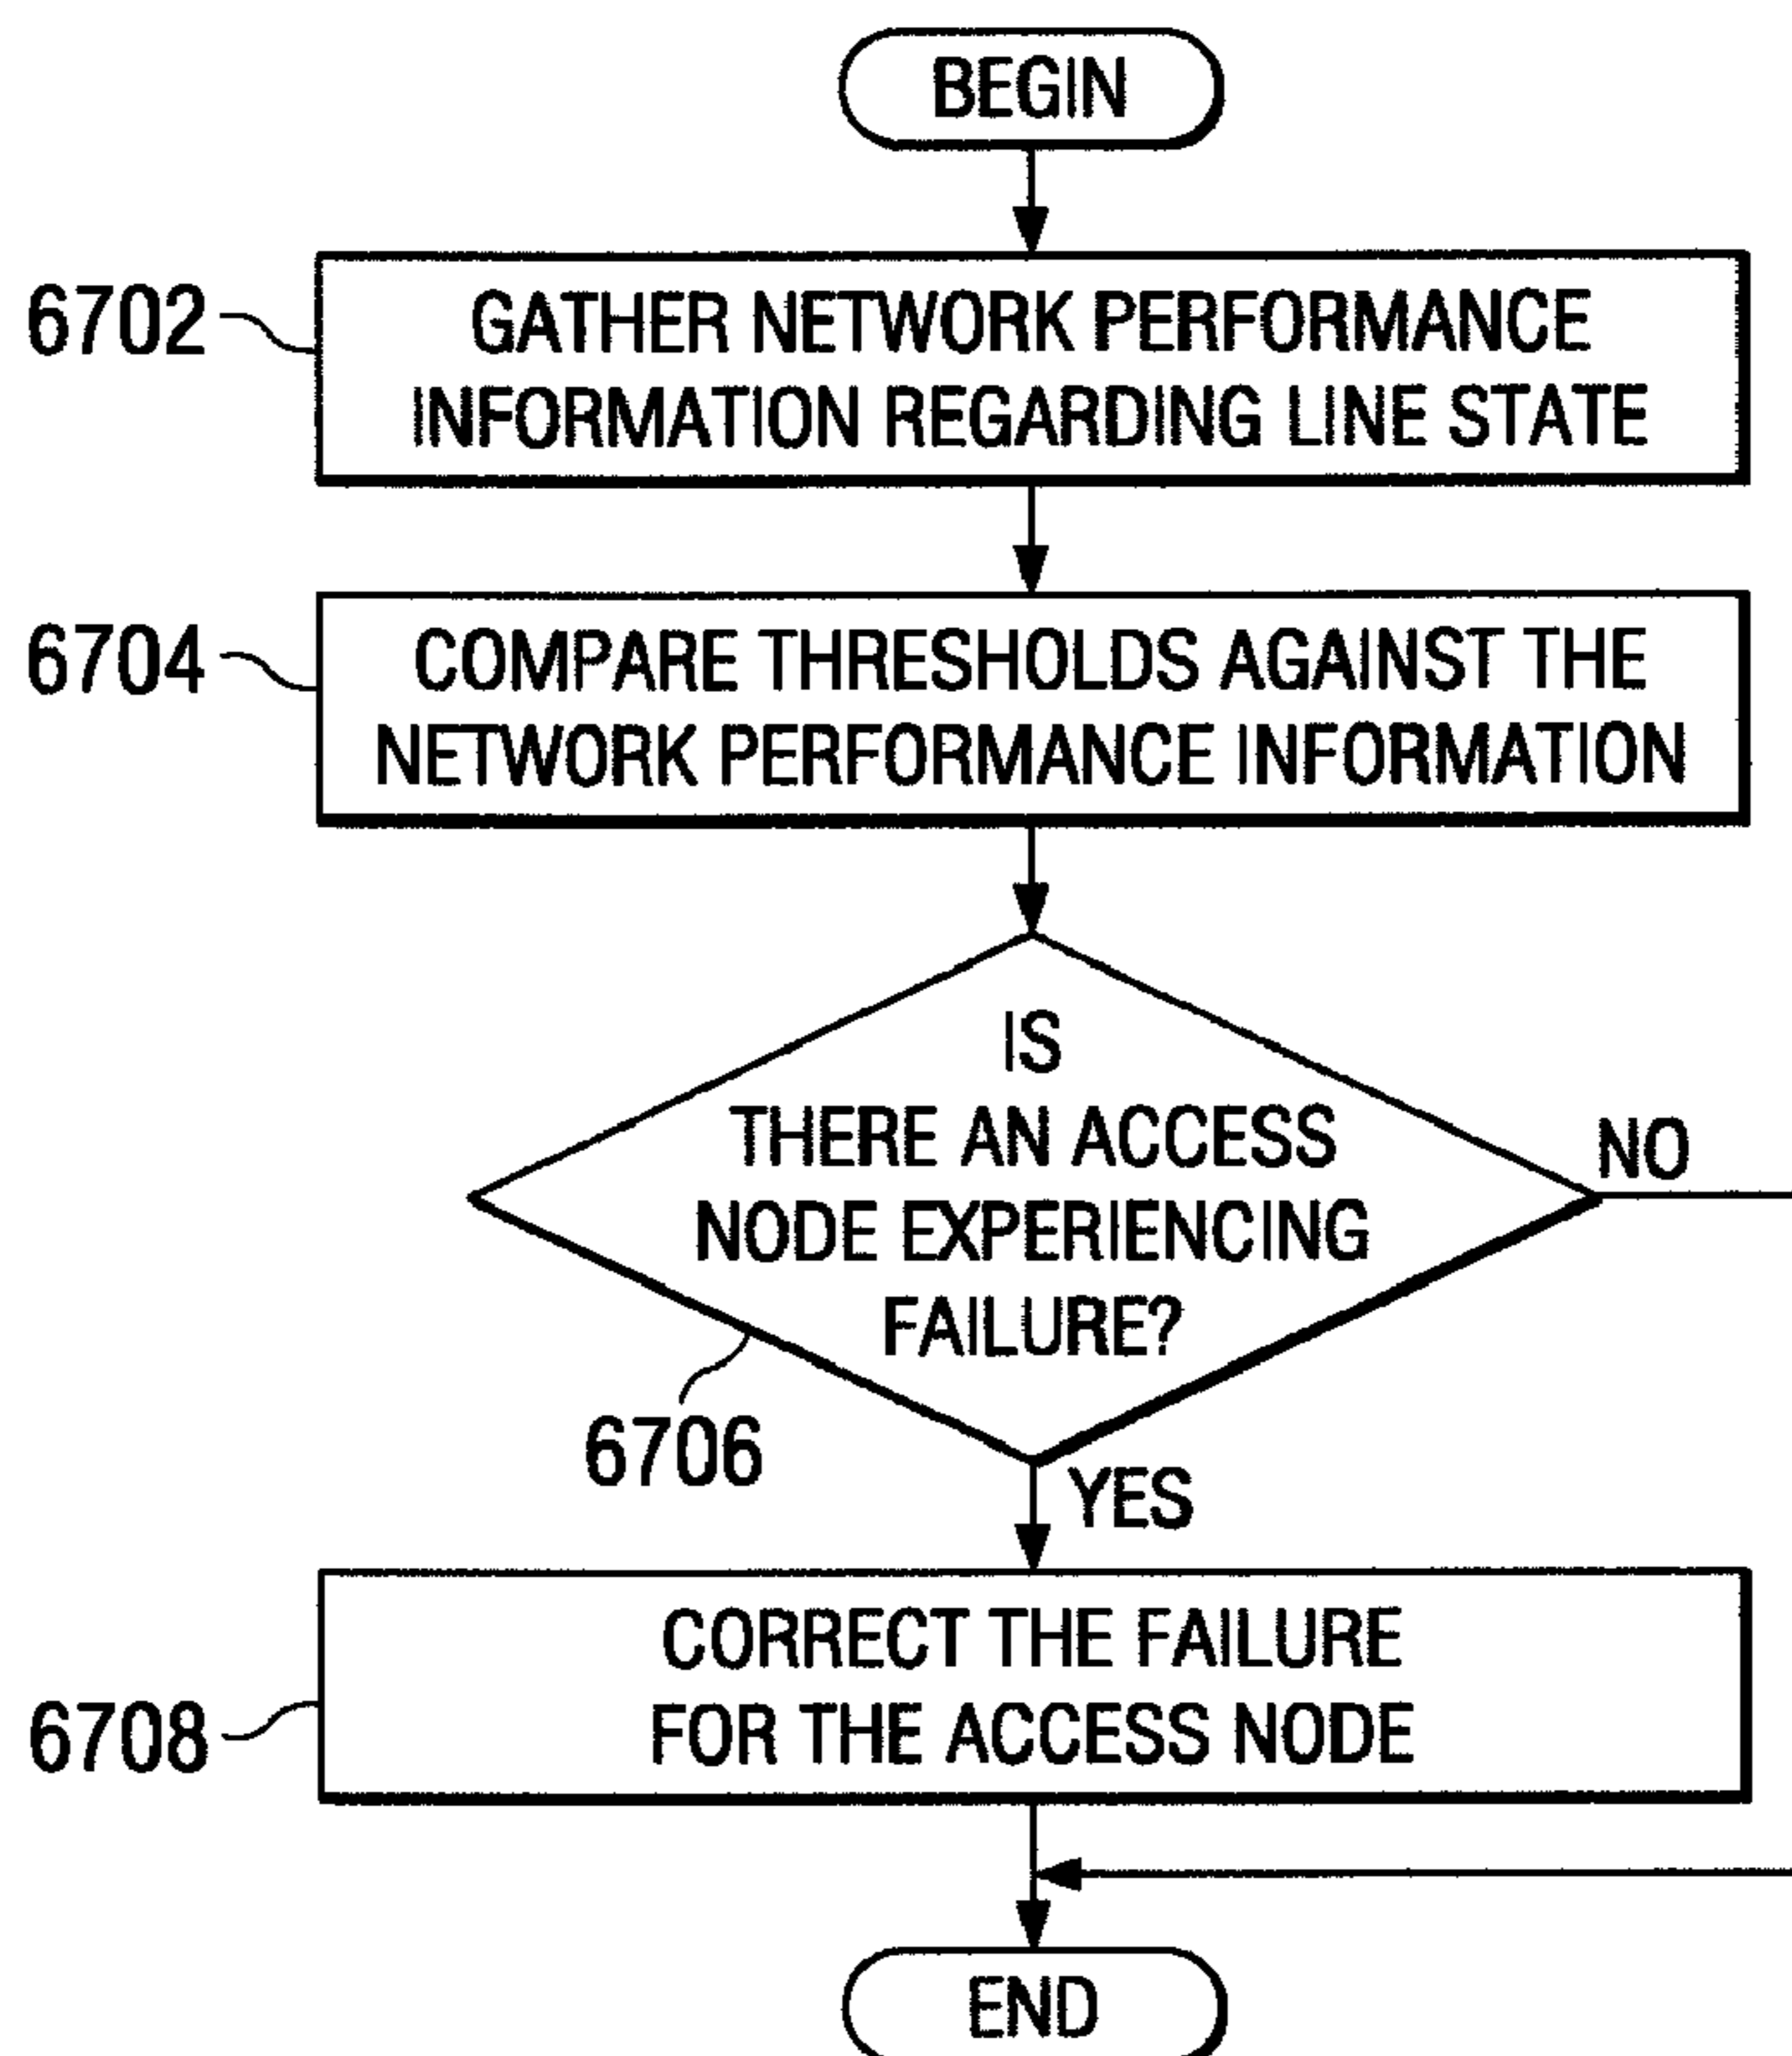 BEGIN
6702
GATHER NETWORK PERFORMANCE
INFORMATION REGARDING LINE STATE
6704
COMPARE THRESHOLDS AGAINST THE
NETWORK PERFORMANCE INFORMATION
IS
THERE AN ACCESS
NODE EXPERIENCING
FAILURE?
NO
6706
YES
CORRECT THE FAILURE
FOR THE ACCESS NODE
6708
END